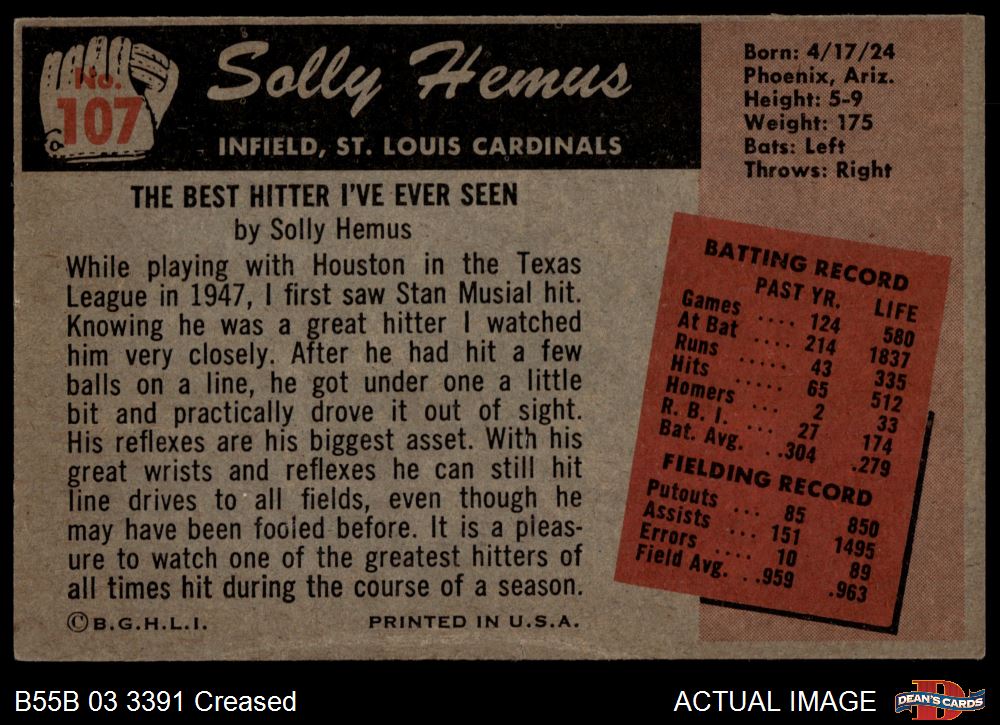 No.
107
Solly Hemus
INFIELD, ST. LOUIS CARDINALS
THE BEST HITTER I'VE EVER SEEN
by Solly Hemus
While playing with Houston in the Texas
League in 1947, I first saw Stan Musial hit.
Knowing he was a great hitter I watched
him very closely. After he had hit a few
balls on a line, he got under one a little
bit and practically drove it out of sight.
His reflexes are his biggest asset. With his
great wrists and reflexes he can still hit
line drives to all fields, even though he
may have been fooled before. It is a pleas-
ure to watch one of the greatest hitters of
all times hit during the course of a season.
©B.G.H.L.I. PRINTED IN U.S.A.
Born: 4/17/24
Phoenix, Ariz.
Height: 5-9
Weight: 175
Bats: Left
Throws: Right
BATTING RECORD
PAST YR. LIFE
Games .... 124 580
At Bat .... 214 1837
Runs ..... 43 335
Hits ..... 65 512
Homers ... 2 33
R. B. I. ... 27 174
Bat. Avg. ..304 .279
FIELDING RECORD
Putouts ... 85 850
Assists ... 151 1495
Errors .... 10 89
Field Avg. ..959 .963
B55B 03 3391 Creased
ACTUAL IMAGE
D
DEAN'S CARDS